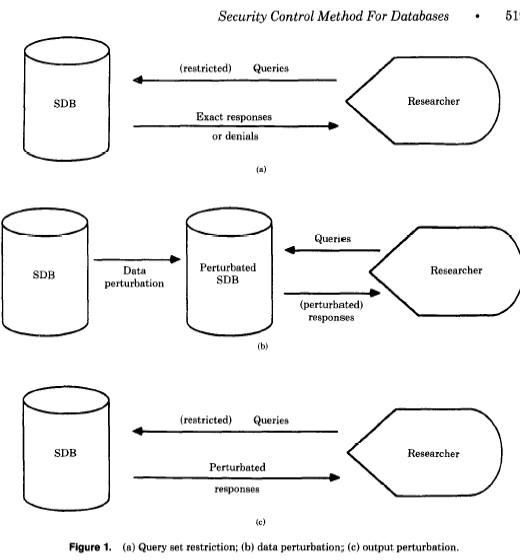 Security Control Method For Databases • 51
(restricted) Queries
SDB
Researcher
Exact responses
or denials
(a)
Queries
SDB
Data
perturbation
Perturbated
SDB
Researcher
(perturbated)
responses
(b)
(restricted) Queries
SDB
Researcher
Perturbated
responses
(c)
Figure 1. (a) Query set restriction; (b) data perturbation; (c) output perturbation.